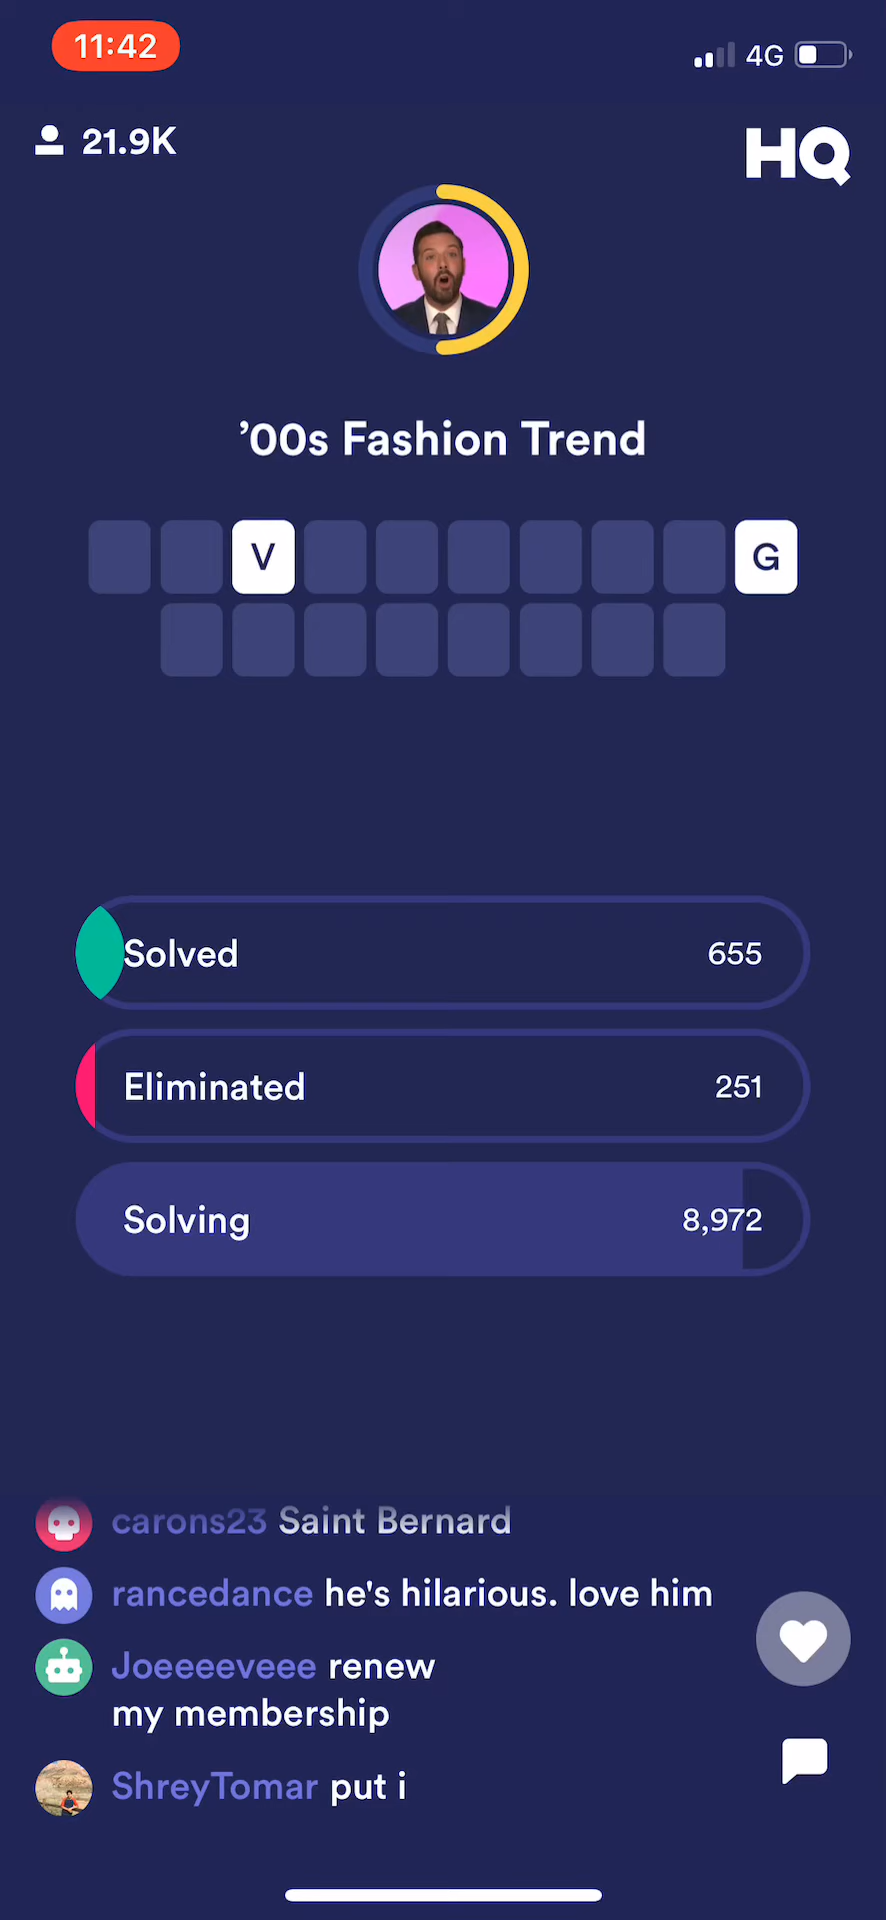 11:42
4G
21.9K
HQ
’00s Fashion Trend
V G
Solved 655
Eliminated 251
Solving 8,972
carons23 Saint Bernard
rancedance he's hilarious. love him
Joeeeeveee renew
my membership
ShreyTomar put i